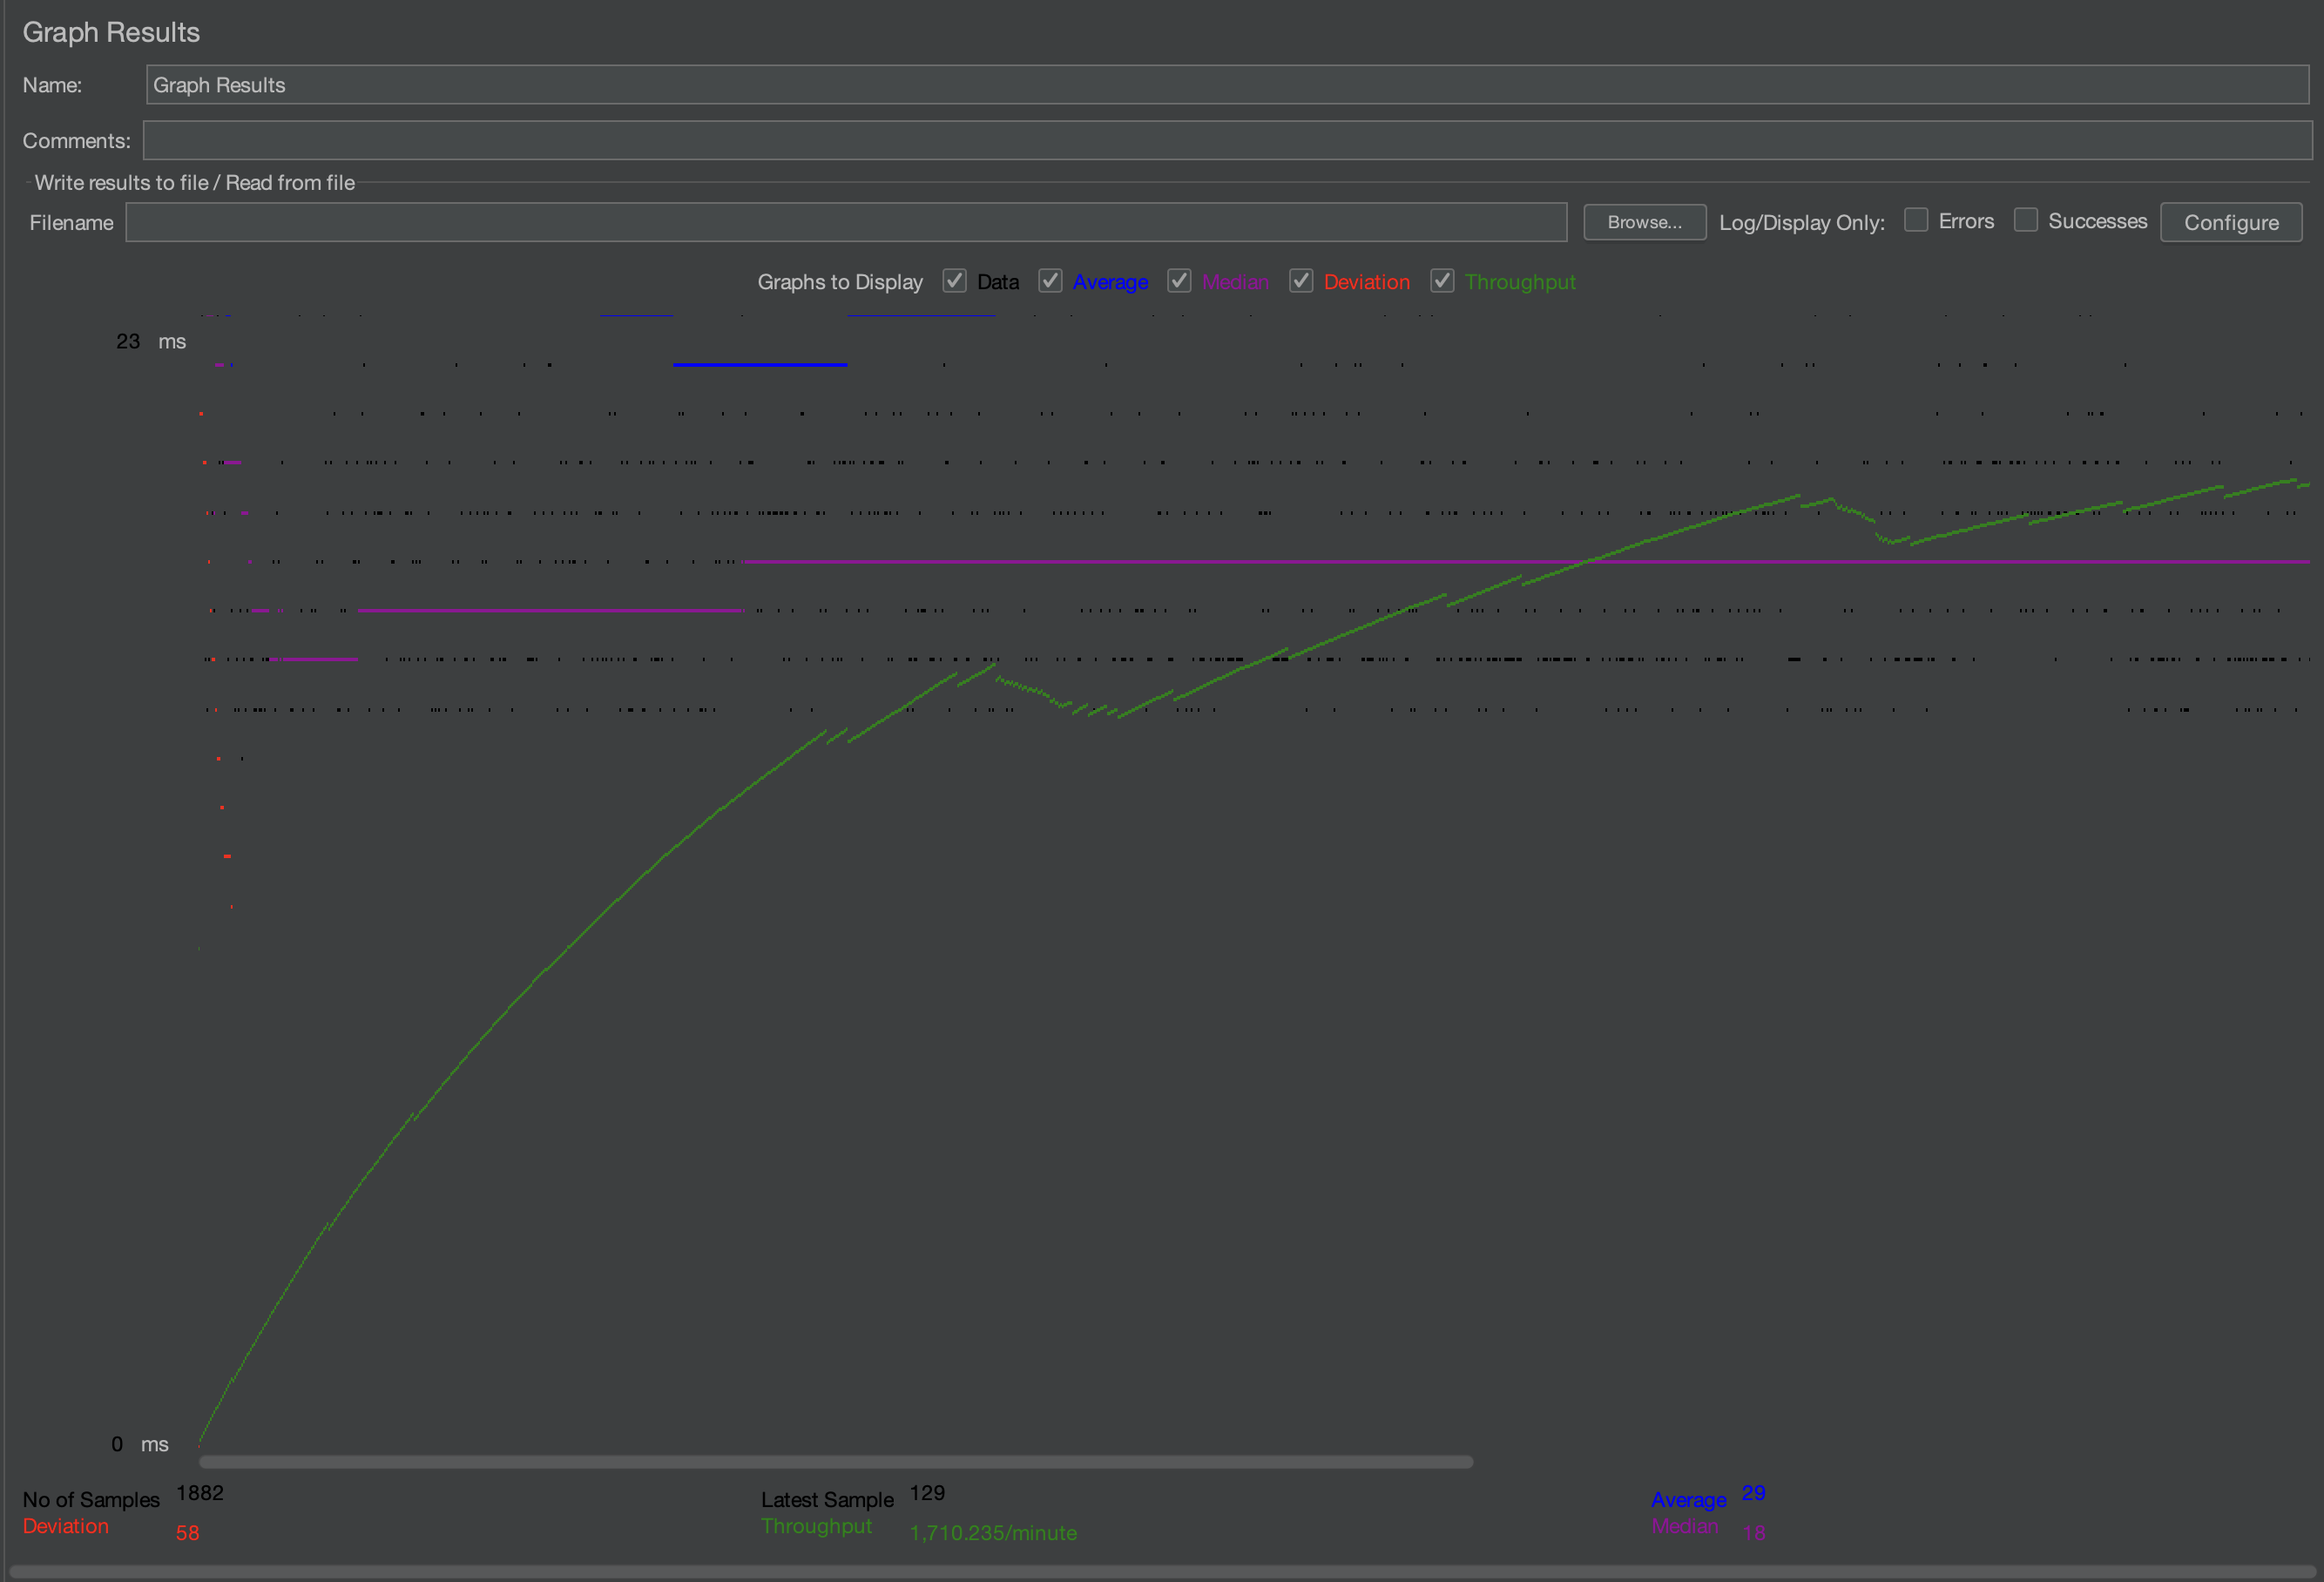 Graph Results
Name: Graph Results
Comments:
Write results to file / Read from file
Filename Browse... Log/Display Only: Errors Successes Configure
Graphs to Display Data Average Median Deviation Throughput
23 ms
0 ms
No of Samples 1882 Latest Sample 129 Average 29
Deviation 58 Throughput 1,710.235/minute Median 18